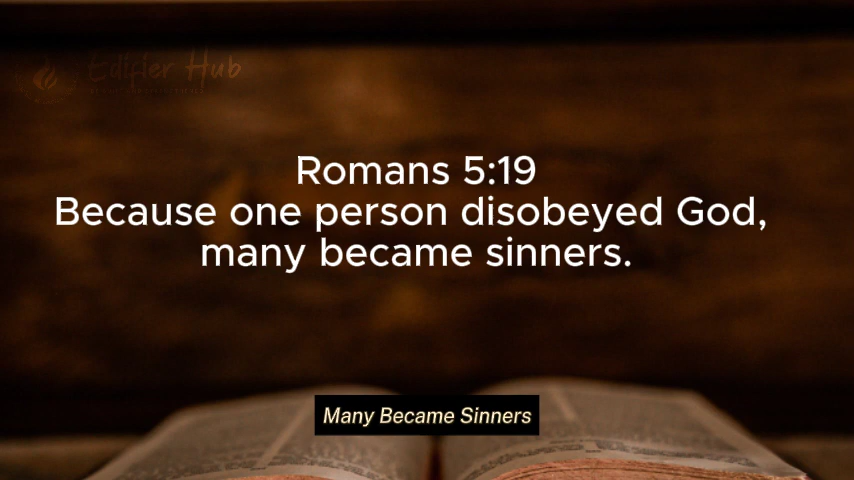 Edifier Hub
Romans 5:19
Because one person disobeyed God,
many became sinners.
Many Became Sinners